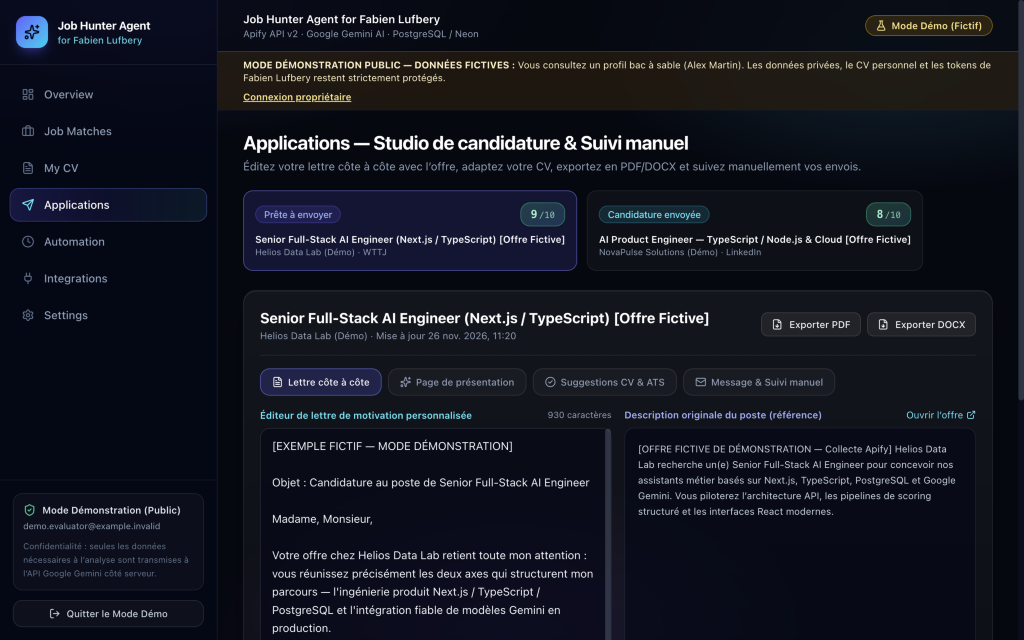 Job Hunter Agent
for Fabien Lufbery
Overview
Job Matches
My CV
Applications
Automation
Integrations
Settings
Mode Démonstration (Public)
demo.evaluator@example.invalid
Confidentialité : seules les données
nécessaires à l'analyse sont transmises à
l'API Google Gemini côté serveur.
Quitter le Mode Démo
Job Hunter Agent for Fabien Lufbery
Apify API v2 · Google Gemini AI · PostgreSQL / Neon
Mode Démo (Fictif)
MODE DÉMONSTRATION PUBLIC — DONNÉES FICTIVES : Vous consultez un profil bac à sable (Alex Martin). Les données privées, le CV personnel et les tokens de
Fabien Lufbery restent strictement protégés.
Connexion propriétaire
Applications — Studio de candidature & Suivi manuel
Éditez votre lettre côte à côte avec l'offre, adaptez votre CV, exportez en PDF/DOCX et suivez manuellement vos envois.
Prête à envoyer
9/10
Senior Full-Stack AI Engineer (Next.js / TypeScript) [Offre Fictive]
Helios Data Lab (Démo) · WTTJ
Candidature envoyée
8/10
AI Product Engineer — TypeScript / Node.js & Cloud [Offre Fictive]
NovaPulse Solutions (Démo) · LinkedIn
Senior Full-Stack AI Engineer (Next.js / TypeScript) [Offre Fictive]
Helios Data Lab (Démo) · Mise à jour 26 nov. 2026, 11:20
Exporter PDF
Exporter DOCX
Lettre côte à côte
Page de présentation
Suggestions CV & ATS
Message & Suivi manuel
Éditeur de lettre de motivation personnalisée
930 caractères
[EXEMPLE FICTIF — MODE DÉMONSTRATION]
Objet : Candidature au poste de Senior Full-Stack AI Engineer
Madame, Monsieur,
Votre offre chez Helios Data Lab retient toute mon attention :
vous réunissez précisément les deux axes qui structurent mon
parcours — l'ingénierie produit Next.js / TypeScript /
PostgreSQL et l'intégration fiable de modèles Gemini en
production.
Description originale du poste (référence)
Ouvrir l'offre
[OFFRE FICTIVE DE DÉMONSTRATION — Collecte Apify] Helios Data
Lab recherche un(e) Senior Full-Stack AI Engineer pour concevoir nos
assistants métier basés sur Next.js, TypeScript, PostgreSQL et Google
Gemini. Vous piloterez l'architecture API, les pipelines de scoring
structuré et les interfaces React modernes.